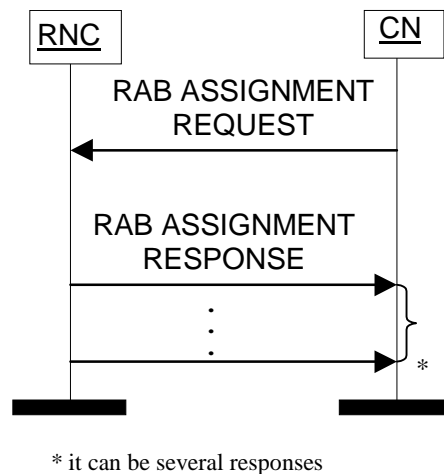 RNC
CN
RAB ASSIGNMENT
REQUEST
RAB ASSIGNMENT
RESPONSE
*
* it can be several responses